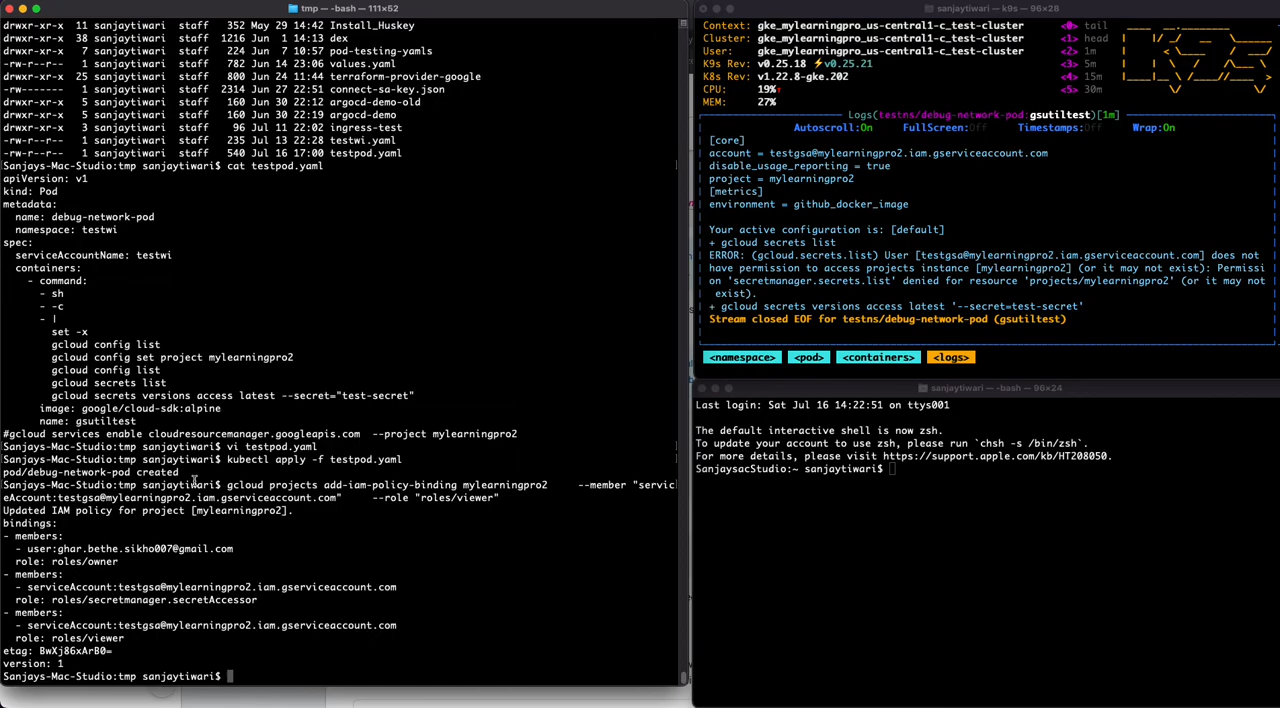 tmp — -bash — 111×52
drwxr-xr-x  11 sanjaytiwari  staff   352 May 29 14:42 Install_Huskey
drwxr-xr-x  38 sanjaytiwari  staff  1216 Jun  1 14:13 dex
drwxr-xr-x   7 sanjaytiwari  staff   224 Jun  7 10:57 pod-testing-yamls
-rw-r--r--   1 sanjaytiwari  staff   782 Jun 14 23:06 values.yaml
drwxr-xr-x  25 sanjaytiwari  staff   800 Jun 24 11:44 terraform-provider-google
-rw-------   1 sanjaytiwari  staff  2314 Jun 27 22:51 connect-sa-key.json
drwxr-xr-x   5 sanjaytiwari  staff   160 Jun 30 22:12 argocd-demo-old
drwxr-xr-x   5 sanjaytiwari  staff   160 Jun 30 22:19 argocd-demo
drwxr-xr-x   3 sanjaytiwari  staff    96 Jul 11 22:02 ingress-test
-rw-r--r--   1 sanjaytiwari  staff   235 Jul 13 22:28 testwi.yaml
-rw-r--r--   1 sanjaytiwari  staff   540 Jul 16 17:00 testpod.yaml
Sanjays-Mac-Studio:tmp sanjaytiwari$ cat testpod.yaml
apiVersion: v1
kind: Pod
metadata:
  name: debug-network-pod
  namespace: testwi
spec:
  serviceAccountName: testwi
  containers:
    - command:
      - sh
      - -c
      - |
        set -x
        gcloud config list
        gcloud config set project mylearningpro2
        gcloud config list
        gcloud secrets list
        gcloud secrets versions access latest --secret="test-secret"
      image: google/cloud-sdk:alpine
      name: gsutiltest
#gcloud services enable cloudresourcemanager.googleapis.com  --project mylearningpro2
Sanjays-Mac-Studio:tmp sanjaytiwari$ vi testpod.yaml
Sanjays-Mac-Studio:tmp sanjaytiwari$ kubectl apply -f testpod.yaml
pod/debug-network-pod created
Sanjays-Mac-Studio:tmp sanjaytiwari$ gcloud projects add-iam-policy-binding mylearningpro2     --member "servic
eAccount:testgsa@mylearningpro2.iam.gserviceaccount.com"     --role "roles/viewer"
Updated IAM policy for project [mylearningpro2].
bindings:
- members:
  - user:ghar.bethe.sikho007@gmail.com
  role: roles/owner
- members:
  - serviceAccount:testgsa@mylearningpro2.iam.gserviceaccount.com
  role: roles/secretmanager.secretAccessor
- members:
  - serviceAccount:testgsa@mylearningpro2.iam.gserviceaccount.com
  role: roles/viewer
etag: BwXj86xArB0=
version: 1
Sanjays-Mac-Studio:tmp sanjaytiwari$
sanjaytiwari — k9s — 96×28
Context: gke_mylearningpro_us-central1-c_test-cluster <0> tail
Cluster: gke_mylearningpro_us-central1-c_test-cluster <1> head
User: gke_mylearningpro_us-central1-c_test-cluster <2> 1m
K9s Rev: v0.25.18 ⚡v0.25.21 <3> 5m
K8s Rev: v1.22.8-gke.202 <4> 15m
CPU: 19%↑ <5> 30m
MEM: 27%
Logs(testns/debug-network-pod:gsutiltest)[1m]
Autoscroll:On FullScreen:Off Timestamps:Off Wrap:On
[core]
account = testgsa@mylearningpro2.iam.gserviceaccount.com
disable_usage_reporting = true
project = mylearningpro2
[metrics]
environment = github_docker_image
Your active configuration is: [default]
+ gcloud secrets list
ERROR: (gcloud.secrets.list) User [testgsa@mylearningpro2.iam.gserviceaccount.com] does not
have permission to access projects instance [mylearningpro2] (or it may not exist): Permissi
on 'secretmanager.secrets.list' denied for resource 'projects/mylearningpro2' (or it may not
exist).
+ gcloud secrets versions access latest '--secret=test-secret'
Stream closed EOF for testns/debug-network-pod (gsutiltest)
<namespace> <pod> <containers> <logs>
sanjaytiwari — -bash — 96×24
Last login: Sat Jul 16 14:22:51 on ttys001
The default interactive shell is now zsh.
To update your account to use zsh, please run `chsh -s /bin/zsh`.
For more details, please visit https://support.apple.com/kb/HT208050.
SanjaysacStudio:~ sanjaytiwari$